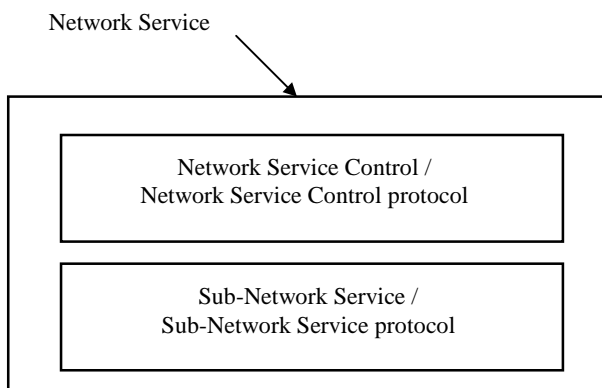 Network Service
Network Service Control /
Network Service Control protocol
Sub-Network Service /
Sub-Network Service protocol